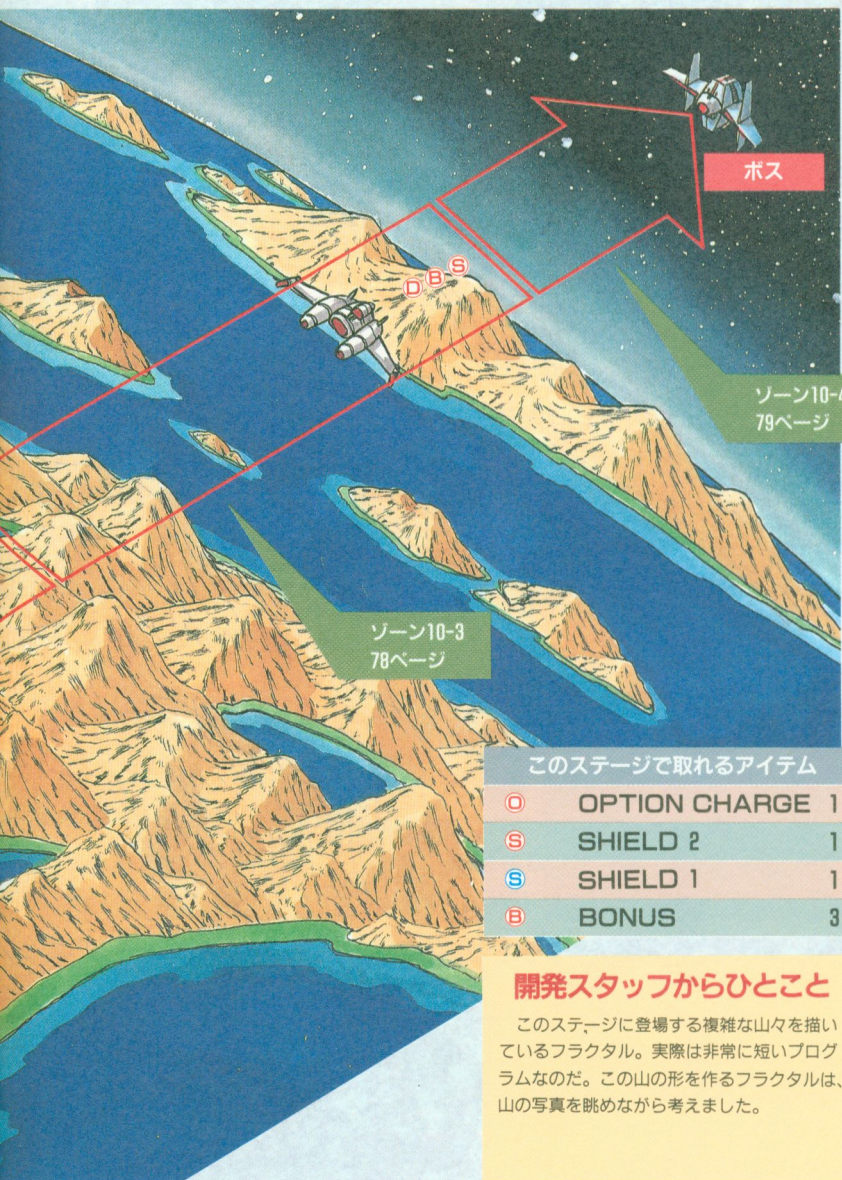 ボス
D B S
ゾーン10-4
79ページ
ゾーン10-3
78ページ
このステージで取れるアイテム
O OPTION CHARGE 1
S SHIELD 2 1
S SHIELD 1 1
B BONUS 3
開発スタッフからひとこと
このステージに登場する複雑な山々を描い
ているフラクタル。実際は非常に短いプログ
ラムなのだ。この山の形を作るフラクタルは、
山の写真を眺めながら考えました。